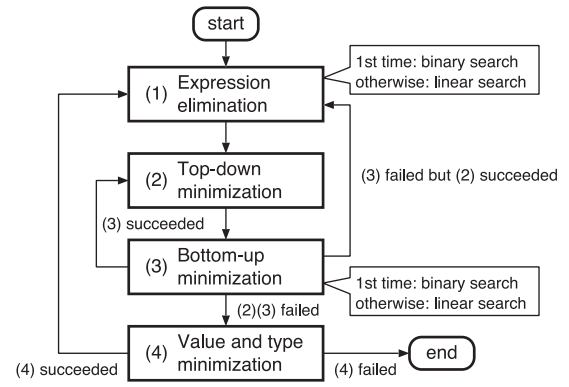 start
1st time: binary search
otherwise: linear search
(1) Expression
elimination
(2) Top-down
minimization
(3) failed but (2) succeeded
(3) succeeded
(3) Bottom-up
minimization
1st time: binary search
otherwise: linear search
(2)(3) failed
(4) Value and type
minimization
end
(4) succeeded
(4) failed